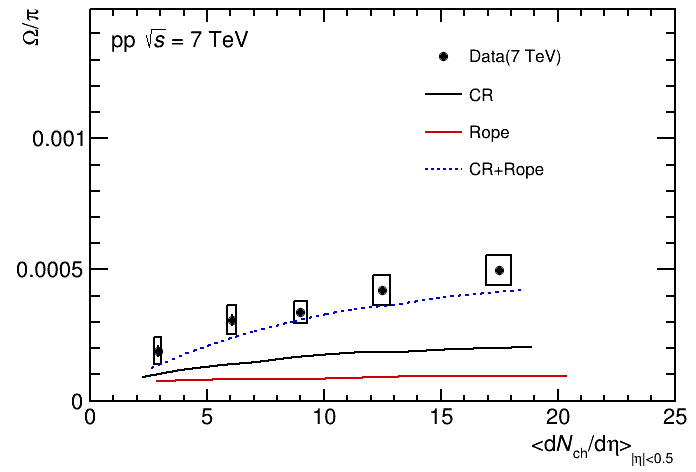 Ω/π
pp √s = 7 TeV
Data(7 TeV)
CR
Rope
CR+Rope
0.001
0.0005
0
0 5 10 15 20 25
<dN_ch/dη>_|η|<0.5